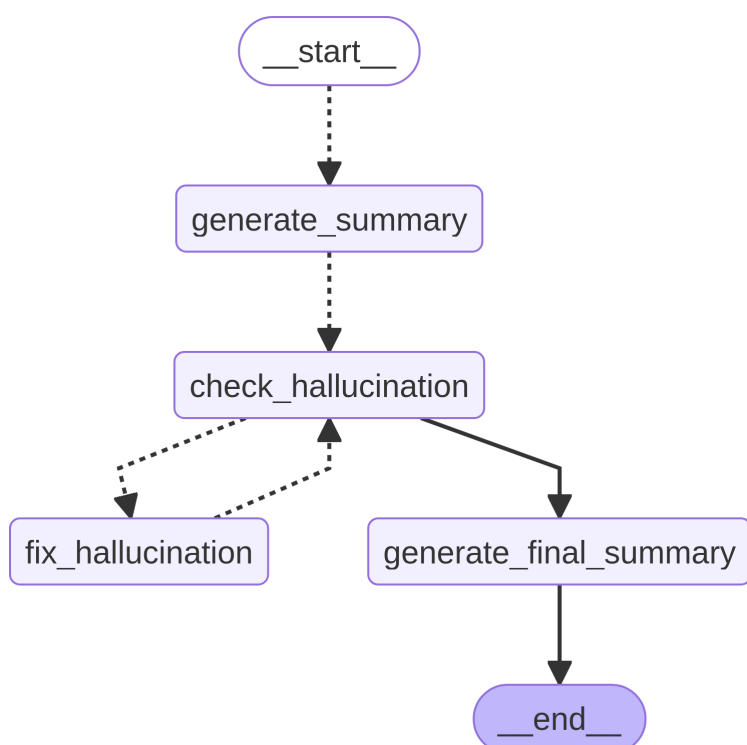 __start__
generate_summary
check_hallucination
fix_hallucination
generate_final_summary
__end__